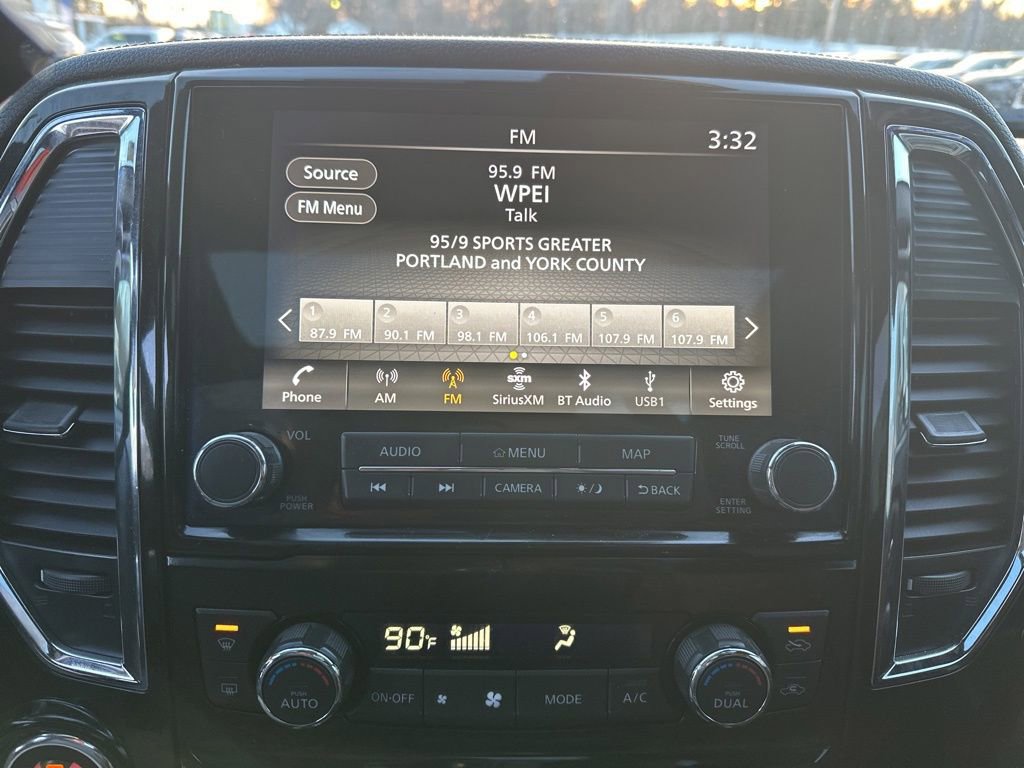 FM
3:32
Source
FM Menu
95.9 FM
WPEI
Talk
95/9 SPORTS GREATER
PORTLAND and YORK COUNTY
1 2 3 4 5 6
87.9 FM 90.1 FM 98.1 FM 106.1 FM 107.9 FM 107.9 FM
Phone AM FM SiriusXM BT Audio USB1 Settings
sxm
VOL
PUSH
POWER
AUDIO MENU MAP
CAMERA BACK
TUNE
SCROLL
ENTER
SETTING
90°F
PUSH
AUTO
ON·OFF MODE A/C
PUSH
DUAL